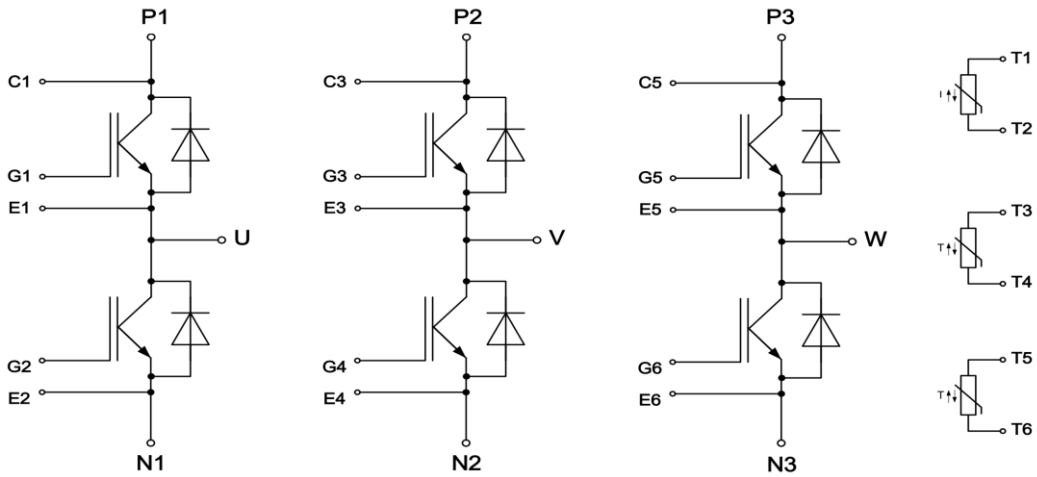 P1 P2 P3
C1 C3 C5 T1
T2
G1 G3 G5
E1 E3 E5 T3
U V W
T T4
G2 G4 G6 T5
E2 E4 E6 T
T6
N1 N2 N3